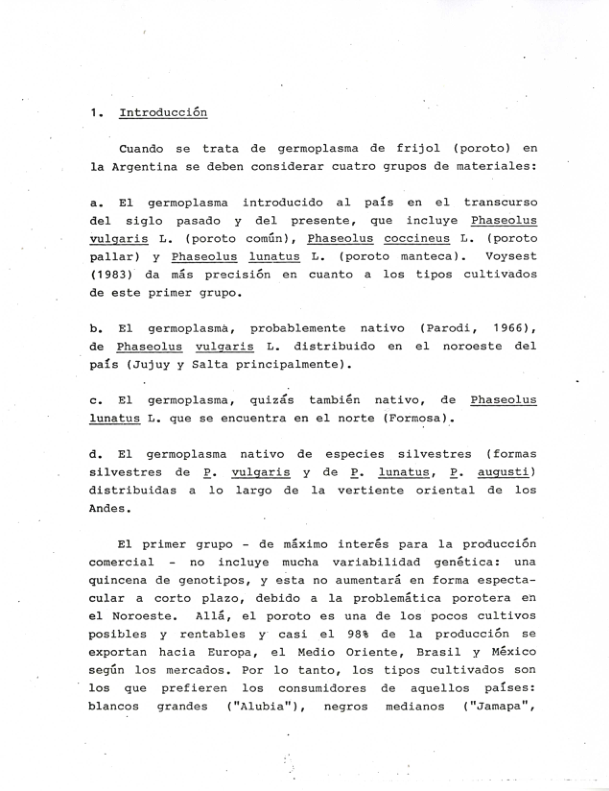 1. Introducción
Cuando se trata de germoplasma de frijol (poroto) en
la Argentina se deben considerar cuatro grupos de materiales:
a. El germoplasma introducido al país en el transcurso
del siglo pasado y del presente, que incluye Phaseolus
vulgaris L. (poroto común), Phaseolus coccineus L. (poroto
pallar) y Phaseolus lunatus L. (poroto manteca). Voysest
(1983) da más precisión en cuanto a los tipos cultivados
de este primer grupo.
b. El germoplasma, probablemente nativo (Parodi, 1966),
de Phaseolus vulgaris L. distribuido en el noroeste del
país (Jujuy y Salta principalmente).
c. El germoplasma, quizás también nativo, de Phaseolus
lunatus L. que se encuentra en el norte (Formosa).
d. El germoplasma nativo de especies silvestres (formas
silvestres de P. vulgaris y de P. lunatus, P. augusti)
distribuidas a lo largo de la vertiente oriental de los
Andes.
El primer grupo - de máximo interés para la producción
comercial - no incluye mucha variabilidad genética: una
quincena de genotipos, y esta no aumentará en forma especta-
cular a corto plazo, debido a la problemática porotera en
el Noroeste. Allá, el poroto es una de los pocos cultivos
posibles y rentables y casi el 98% de la producción se
exportan hacia Europa, el Medio Oriente, Brasil y México
según los mercados. Por lo tanto, los tipos cultivados son
los que prefieren los consumidores de aquellos países:
blancos grandes ("Alubia"), negros medianos ("Jamapa",